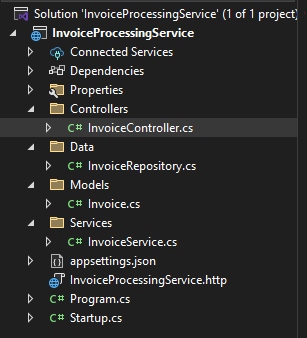 Solution 'InvoiceProcessingService' (1 of 1 project)
InvoiceProcessingService
Connected Services
Dependencies
Properties
Controllers
C# InvoiceController.cs
Data
C# InvoiceRepository.cs
Models
C# Invoice.cs
Services
C# InvoiceService.cs
appsettings.json
InvoiceProcessingService.http
C# Program.cs
C# Startup.cs